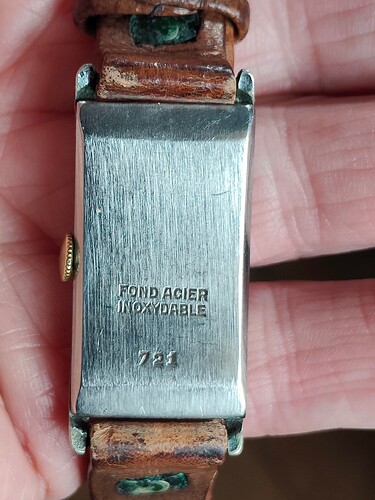 FOND ACIER
INOXYDABLE
721